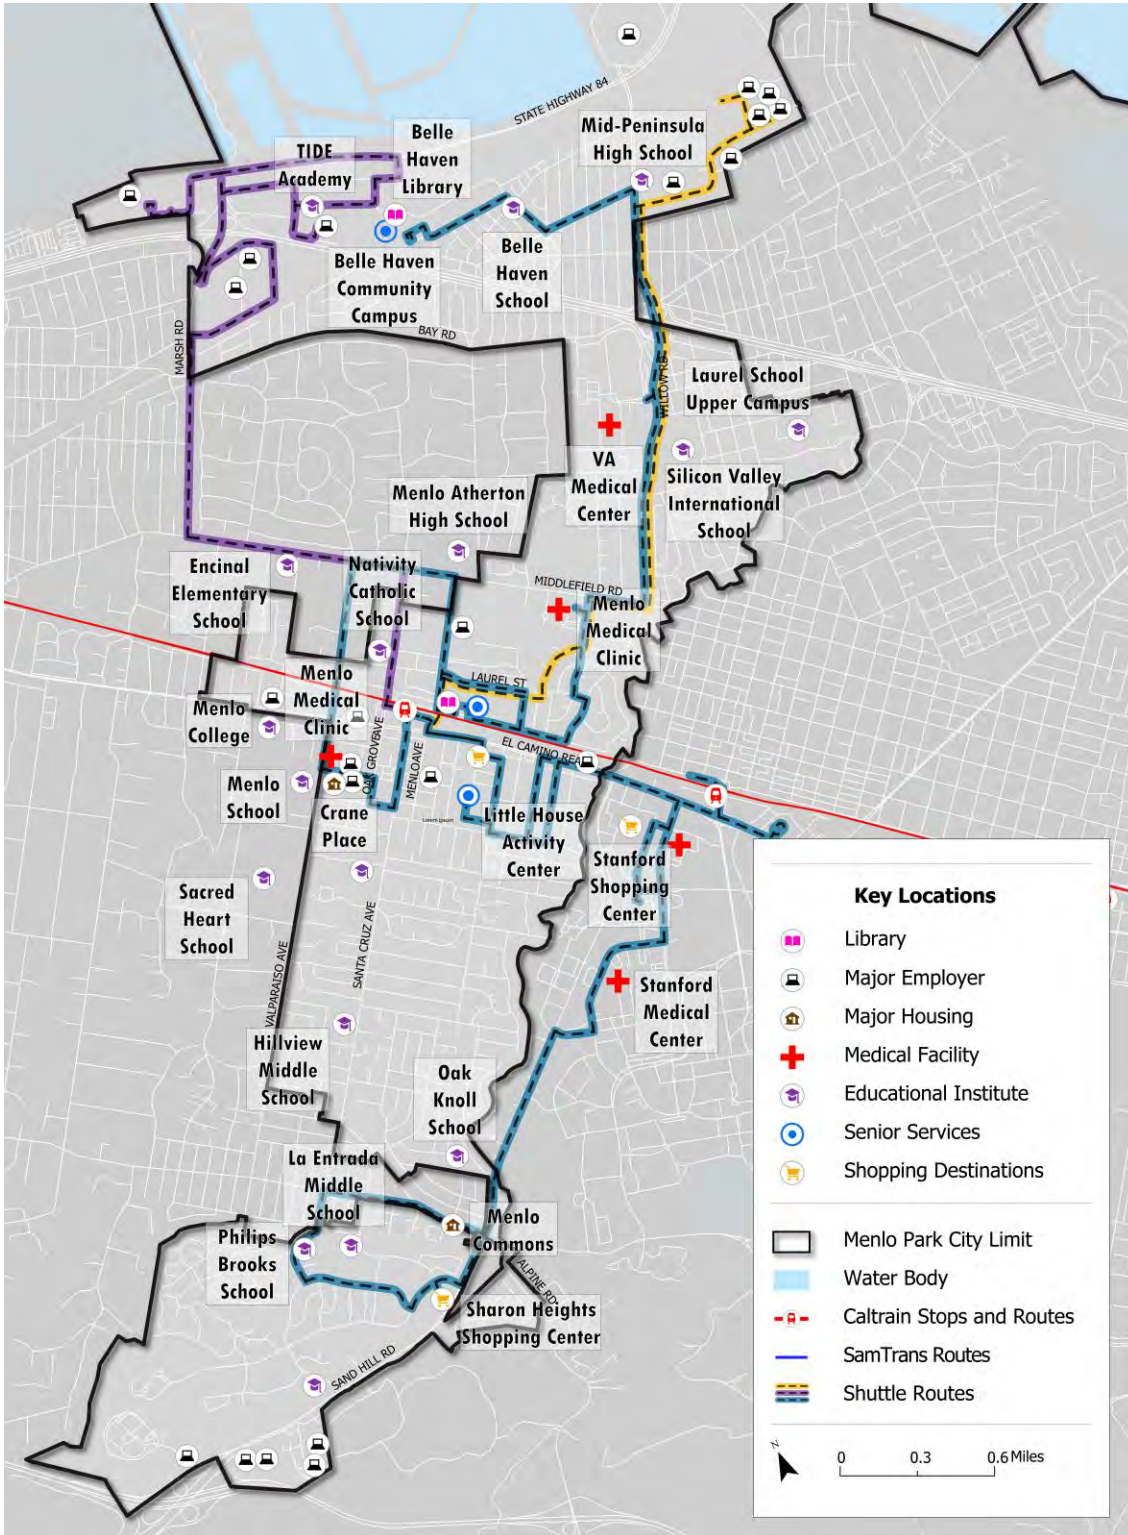 STATE HIGHWAY 84
Mid-Peninsula
High School
Belle
Haven
Library
TIDE
Academy
Belle Haven
Community
Campus
Belle
Haven
School
BAY RD
MARSH RD
WILLOW RD
Laurel School
Upper Campus
VA
Medical
Center
Silicon Valley
International
School
Menlo Atherton
High School
Encinal
Elementary
School
Nativity
Catholic
School
MIDDLEFIELD RD
Menlo
Medical
Clinic
LAUREL ST
Menlo
Medical
Clinic
Menlo
College
OAK GROVE AVE
MENLO AVE
EL CAMINO REAL
Menlo
School
Crane
Place
Lorem ipsum
Little House
Activity
Center
Stanford
Shopping
Center
Sacred
Heart
School
SANTA CRUZ AVE
VALPARAISO AVE
Stanford
Medical
Center
Hillview
Middle
School
Oak
Knoll
School
La Entrada
Middle
School
Menlo
Commons
Philips
Brooks
School
ALPINE RD
Sharon Heights
Shopping Center
SAND HILL RD
Key Locations
Library
Major Employer
Major Housing
Medical Facility
Educational Institute
Senior Services
Shopping Destinations
Menlo Park City Limit
Water Body
Caltrain Stops and Routes
SamTrans Routes
Shuttle Routes
N
0 0.3 0.6 Miles